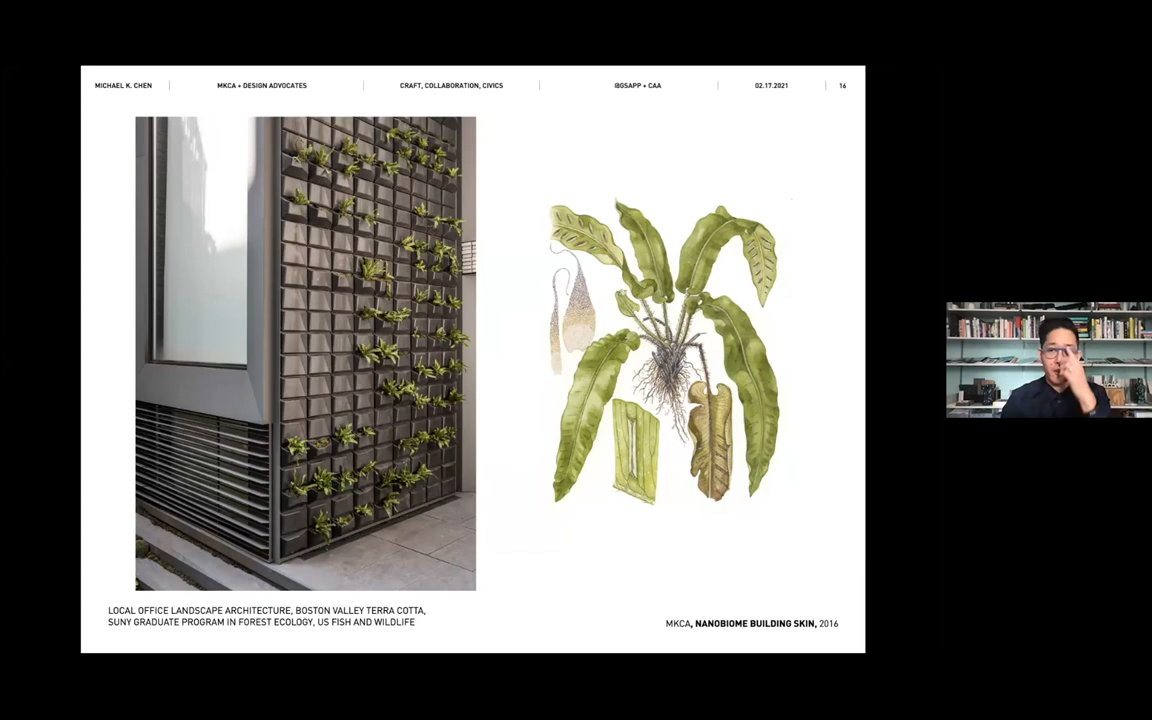 MICHAEL K. CHEN
MKCA + DESIGN ADVOCATES
CRAFT, COLLABORATION, CIVICS
@GSAPP + CAA
02.17.2021
16
LOCAL OFFICE LANDSCAPE ARCHITECTURE, BOSTON VALLEY TERRA COTTA,
SUNY GRADUATE PROGRAM IN FOREST ECOLOGY, US FISH AND WILDLIFE
MKCA, NANOBIOME BUILDING SKIN, 2016